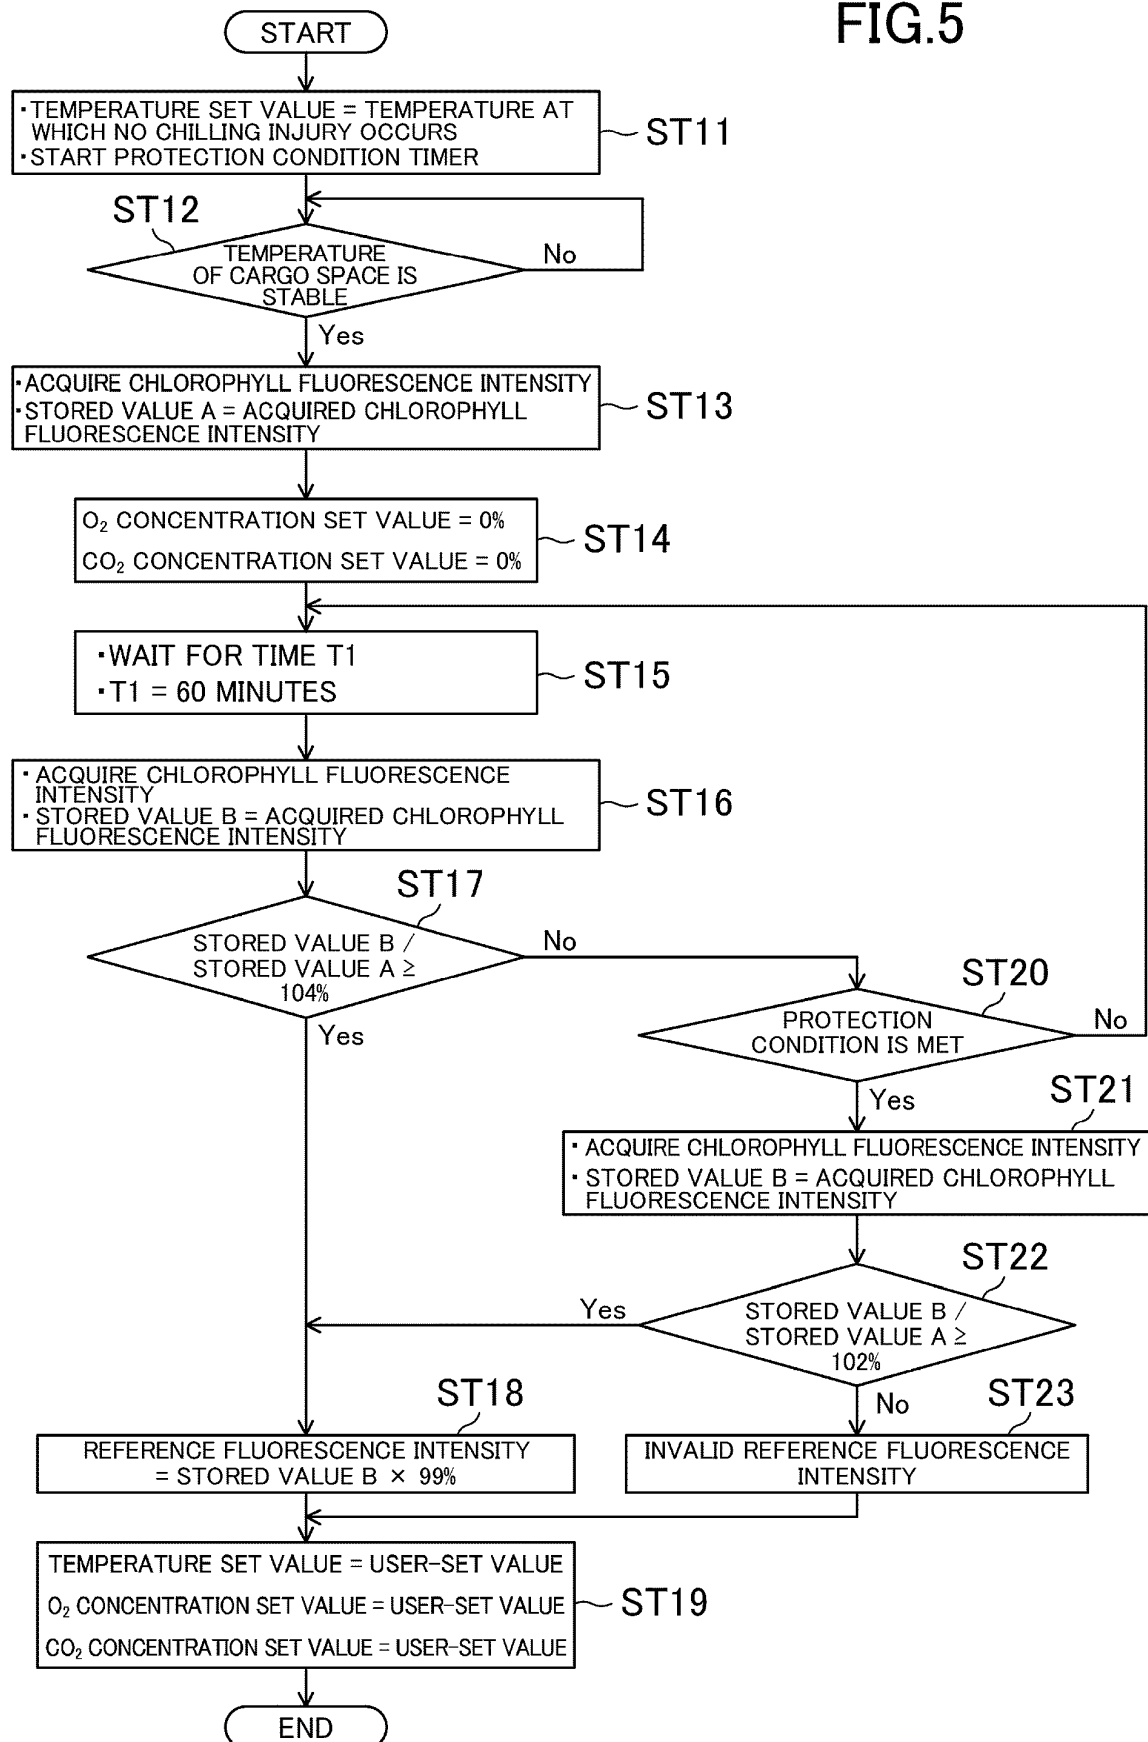 FIG.5
START
・TEMPERATURE SET VALUE = TEMPERATURE AT
WHICH NO CHILLING INJURY OCCURS
・START PROTECTION CONDITION TIMER
ST11
ST12
TEMPERATURE
OF CARGO SPACE IS
STABLE
No
Yes
・ACQUIRE CHLOROPHYLL FLUORESCENCE INTENSITY
・STORED VALUE A = ACQUIRED CHLOROPHYLL
FLUORESCENCE INTENSITY
ST13
O₂ CONCENTRATION SET VALUE = 0%
CO₂ CONCENTRATION SET VALUE = 0%
ST14
・WAIT FOR TIME T1
・T1 = 60 MINUTES
ST15
・ACQUIRE CHLOROPHYLL FLUORESCENCE
INTENSITY
・STORED VALUE B = ACQUIRED CHLOROPHYLL
FLUORESCENCE INTENSITY
ST16
ST17
STORED VALUE B /
STORED VALUE A ≥
104%
No
Yes
ST20
PROTECTION
CONDITION IS MET
No
Yes
ST21
・ACQUIRE CHLOROPHYLL FLUORESCENCE INTENSITY
・STORED VALUE B = ACQUIRED CHLOROPHYLL
FLUORESCENCE INTENSITY
ST22
STORED VALUE B /
STORED VALUE A ≥
102%
Yes
No
ST18
REFERENCE FLUORESCENCE INTENSITY
= STORED VALUE B × 99%
ST23
INVALID REFERENCE FLUORESCENCE
INTENSITY
TEMPERATURE SET VALUE = USER-SET VALUE
O₂ CONCENTRATION SET VALUE = USER-SET VALUE
CO₂ CONCENTRATION SET VALUE = USER-SET VALUE
ST19
END